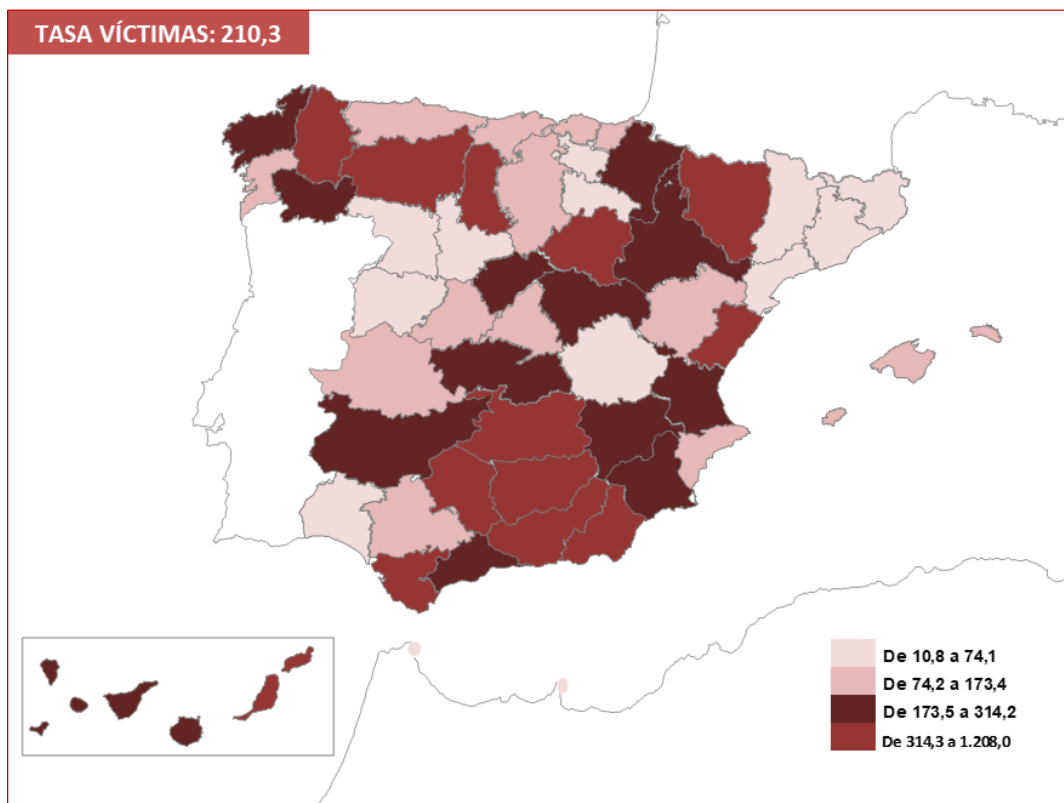 TASA VÍCTIMAS: 210,3
De 10,8 a 74,1
De 74,2 a 173,4
De 173,5 a 314,2
De 314,3 a 1.208,0